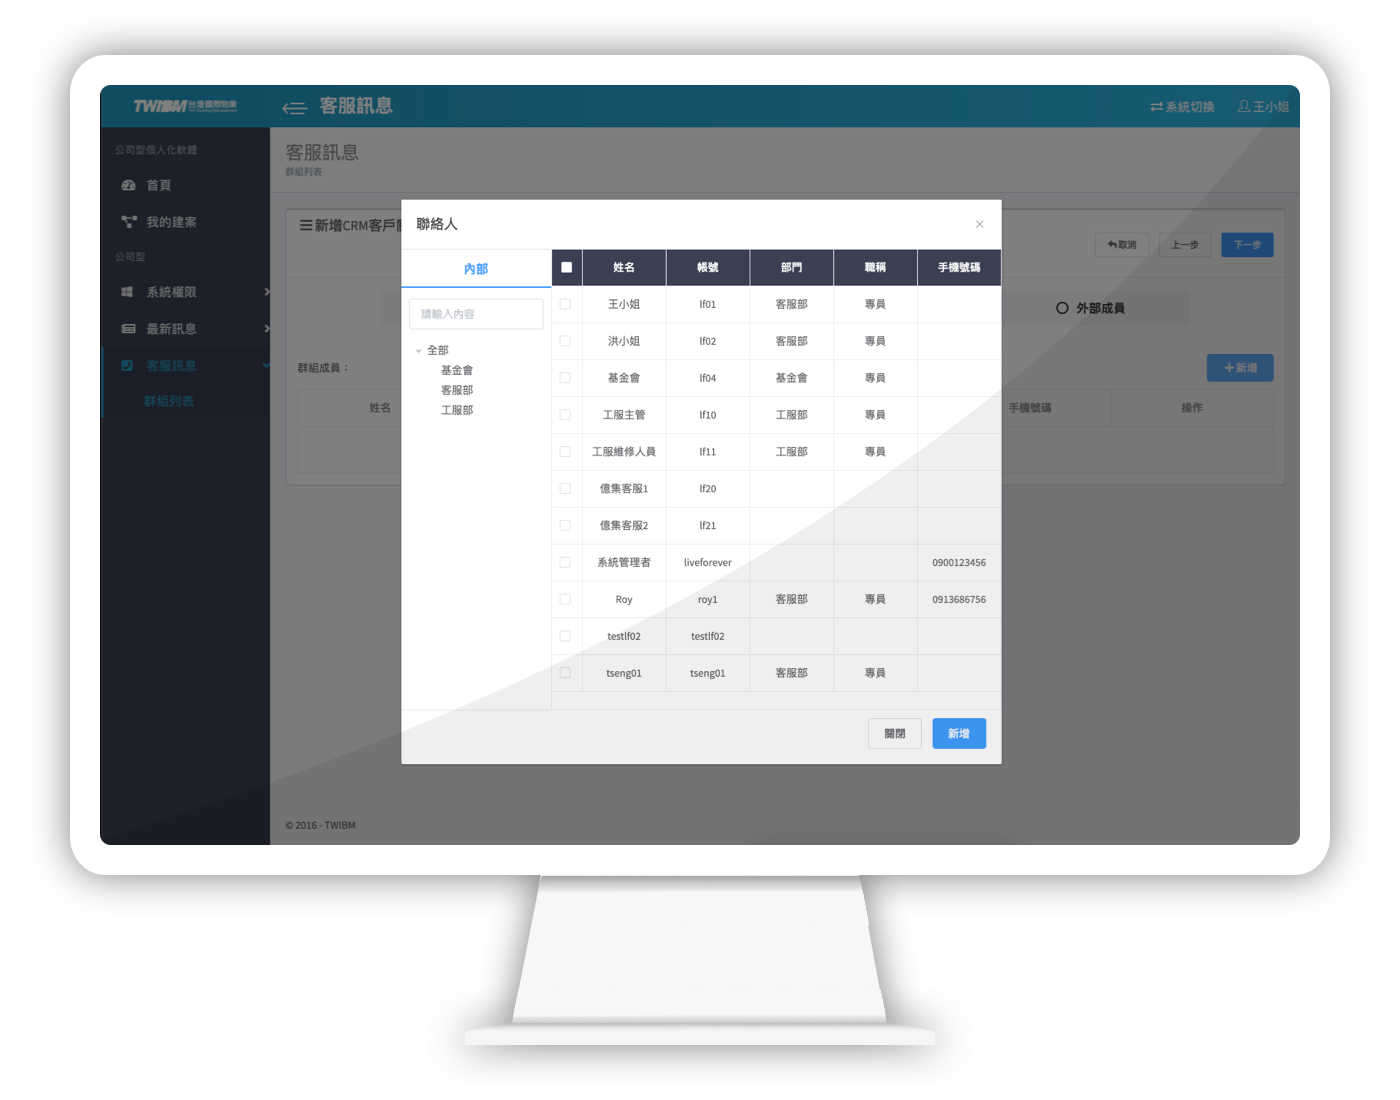 TWIBM 台灣國際物業
客服訊息
系統切換
王小姐
公司型個人化軟體
首頁
我的建案
公司型
系統權限
最新訊息
客服訊息
群組列表
客服訊息
群組列表
新增CRM客戶
取消
上一步
下一步
外部成員
群組成員：
新增
姓名
手機號碼
操作
聯絡人
×
內部
請輸入內容
全部
基金會
客服部
工服部
姓名 帳號 部門 職稱 手機號碼
王小姐 lf01 客服部 專員
洪小姐 lf02 客服部 專員
基金會 lf04 基金會 專員
工服主管 lf10 工服部 專員
工服維修人員 lf11 工服部 專員
億集客服1 lf20
億集客服2 lf21
系統管理者 liveforever 0900123456
Roy roy1 客服部 專員 0913686756
testlf02 testlf02
tseng01 tseng01 客服部 專員
關閉
新增
© 2016 - TWIBM